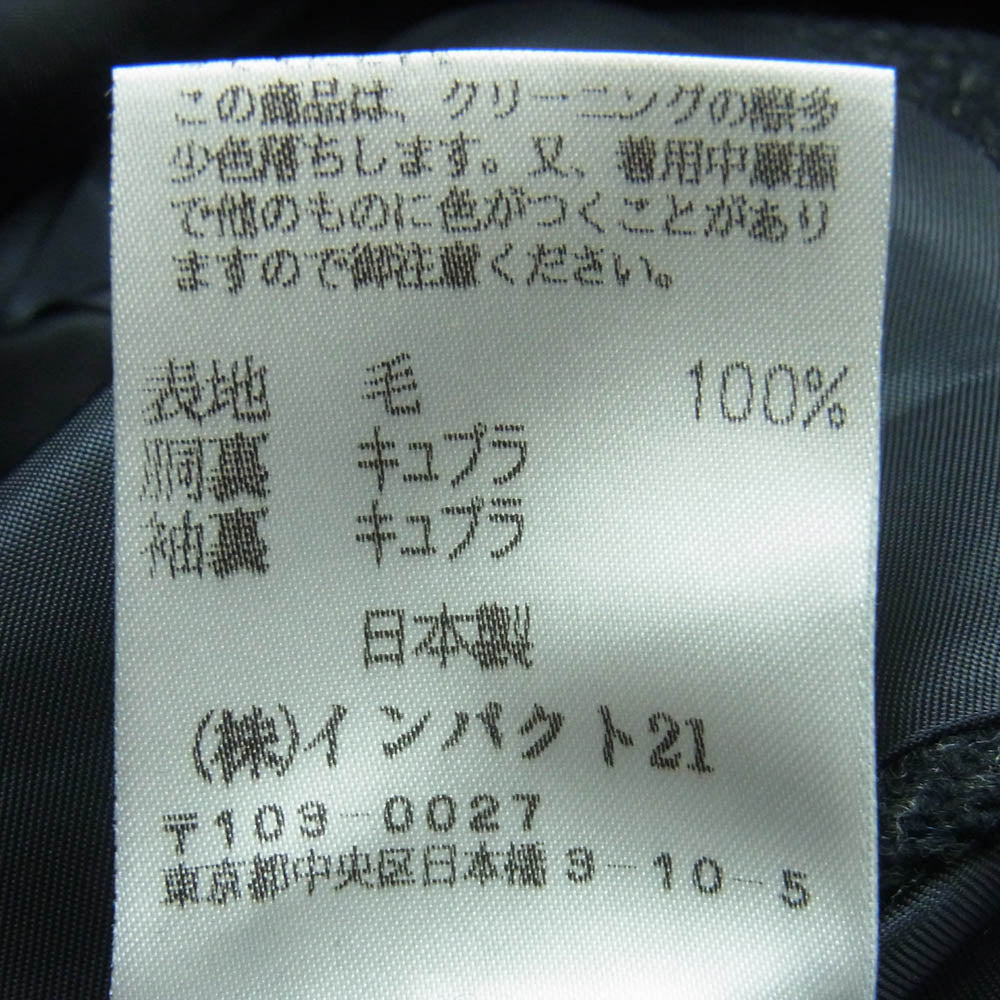 この商品は、クリーニングの際多
少色落ちします。又、着用中摩擦
で他のものに色がつくことがあり
ますので御注意ください。
表地 毛 100%
胴裏 キュプラ
袖裏 キュプラ
日本製
(株)インパクト21
〒103-0027
東京都中央区日本橋3-10-5